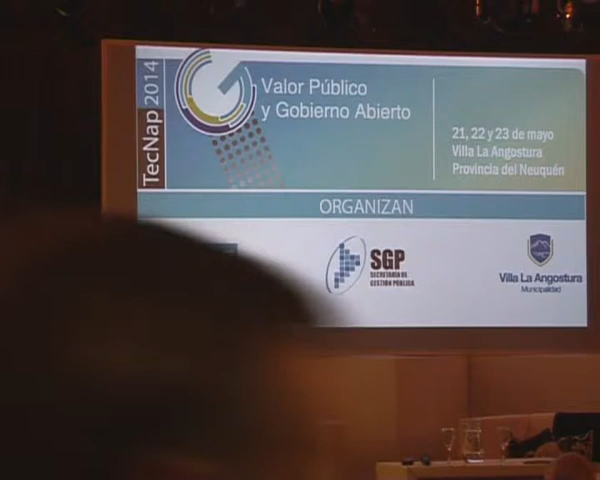 TecNap 2014
Valor Público
y Gobierno Abierto
21, 22 y 23 de mayo
Villa La Angostura
Provincia del Neuquén
ORGANIZAN
SGP
SECRETARÍA DE
GESTIÓN PÚBLICA
Villa La Angostura
Municipalidad